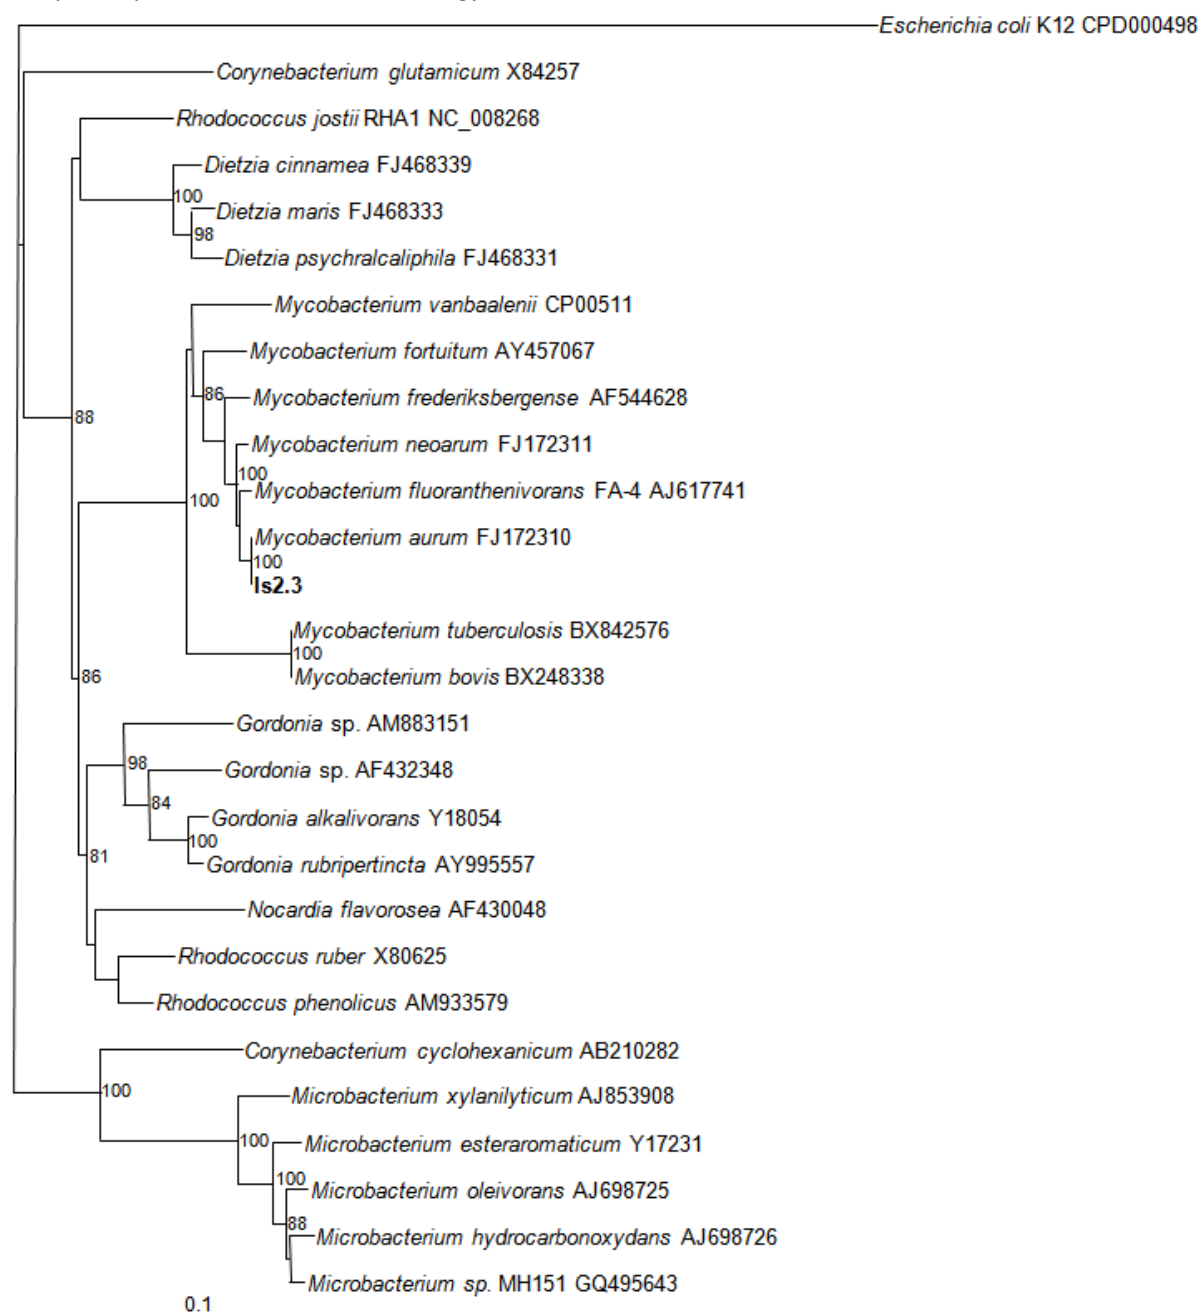 Escherichia coli K12 CPD000498
Corynebacterium glutamicum X84257
Rhodococcus jostii RHA1 NC_008268
Dietzia cinnamea FJ468339
100
Dietzia maris FJ468333
98
Dietzia psychralcaliphila FJ468331
Mycobacterium vanbaalenii CP00511
Mycobacterium fortuitum AY457067
86
Mycobacterium frederiksbergense AF544628
88
Mycobacterium neoarum FJ172311
100
Mycobacterium fluoranthenivorans FA-4 AJ617741
100
Mycobacterium aurum FJ172310
100
Is2.3
Mycobacterium tuberculosis BX842576
100
Mycobacterium bovis BX248338
86
Gordonia sp. AM883151
98
Gordonia sp. AF432348
84
Gordonia alkalivorans Y18054
100
81
Gordonia rubripertincta AY995557
Nocardia flavorosea AF430048
Rhodococcus ruber X80625
Rhodococcus phenolicus AM933579
Corynebacterium cyclohexanicum AB210282
100
Microbacterium xylanilyticum AJ853908
100
Microbacterium esteraromaticum Y17231
100
Microbacterium oleivorans AJ698725
88
Microbacterium hydrocarbonoxydans AJ698726
Microbacterium sp. MH151 GQ495643
0.1